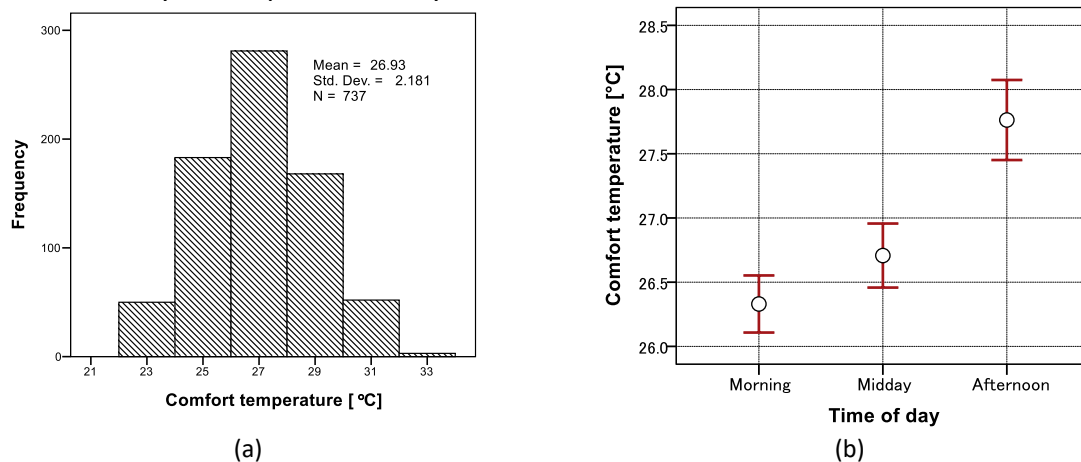 300
200
100
0
Frequency
Mean = 26.93
Std. Dev. = 2.181
N = 737
21 23 25 27 29 31 33
Comfort temperature [ °C]
(a)
28.5
28.0
27.5
27.0
26.5
26.0
Comfort temperature [°C]
Morning Midday Afternoon
Time of day
(b)